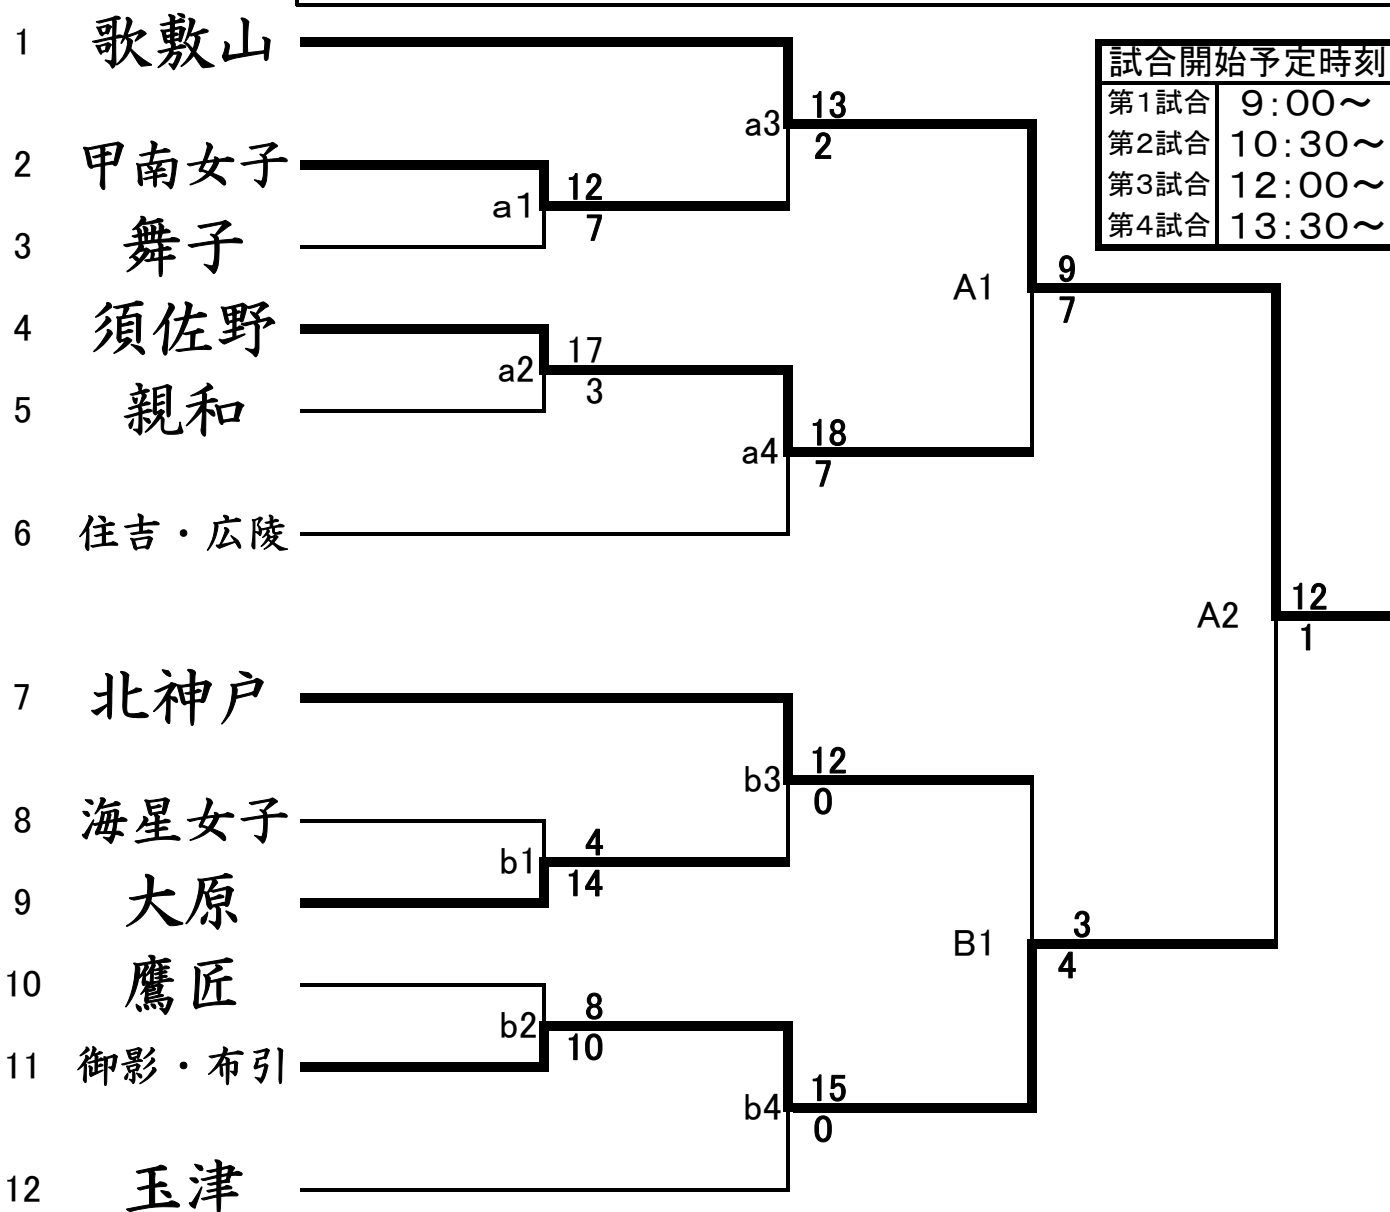 1 歌敷山
2 甲南女子
3 舞子
4 須佐野
5 親和
6 住吉・広陵
7 北神戸
8 海星女子
9 大原
10 鷹匠
11 御影・布引
12 玉津
a1 12
7
a2 17
3
a3 13
2
a4 18
7
b1 4
14
b2 8
10
b3 12
0
b4 15
0
A1 9
7
B1 3
4
A2 12
1
試合開始予定時刻
第1試合 9:00～
第2試合 10:30～
第3試合 12:00～
第4試合 13:30～